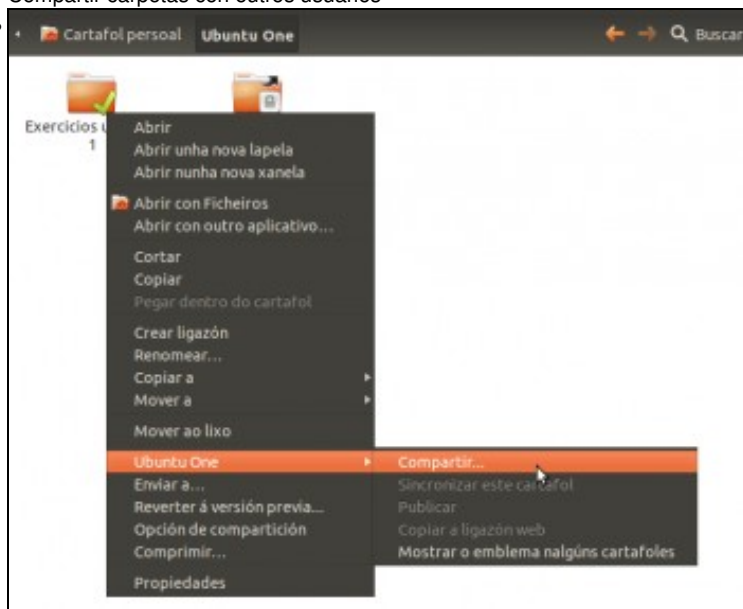 Compartir carpetas con outros usuarios
Cartafol persoal Ubuntu One Buscar
Exercicios u
1
Abrir
Abrir unha nova lapela
Abrir nunha nova xanela
Abrir con Ficheiros
Abrir con outro aplicativo...
Cortar
Copiar
Pegar dentro do cartafol
Crear ligazón
Renomear...
Copiar a
Mover a
Mover ao lixo
Ubuntu One
Compartir...
Enviar a...
Sincronizar este cartafol
Reverter á versión previa...
Publicar
Opción de compartición
Copiar a ligazón web
Comprimir...
Mostrar o emblema nalgúns cartafoles
Propiedades